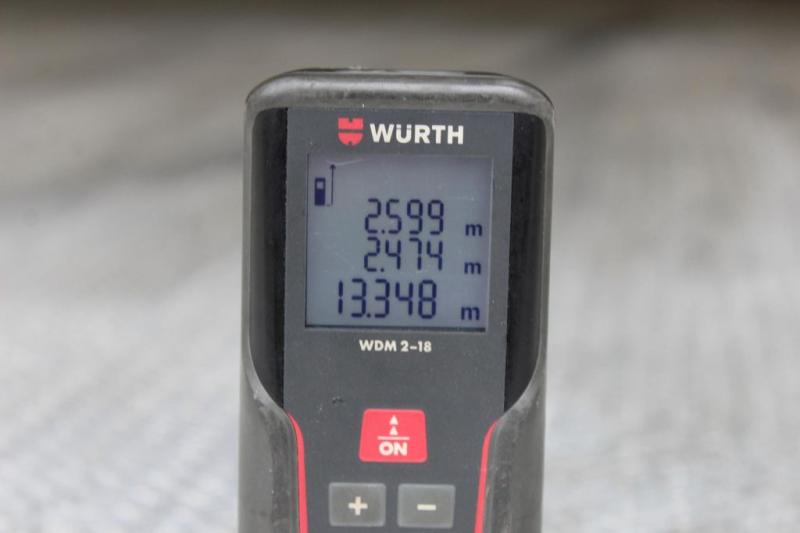 WÜRTH
2.599 m
2.474 m
13.348 m
WDM 2-18
ON
+ −